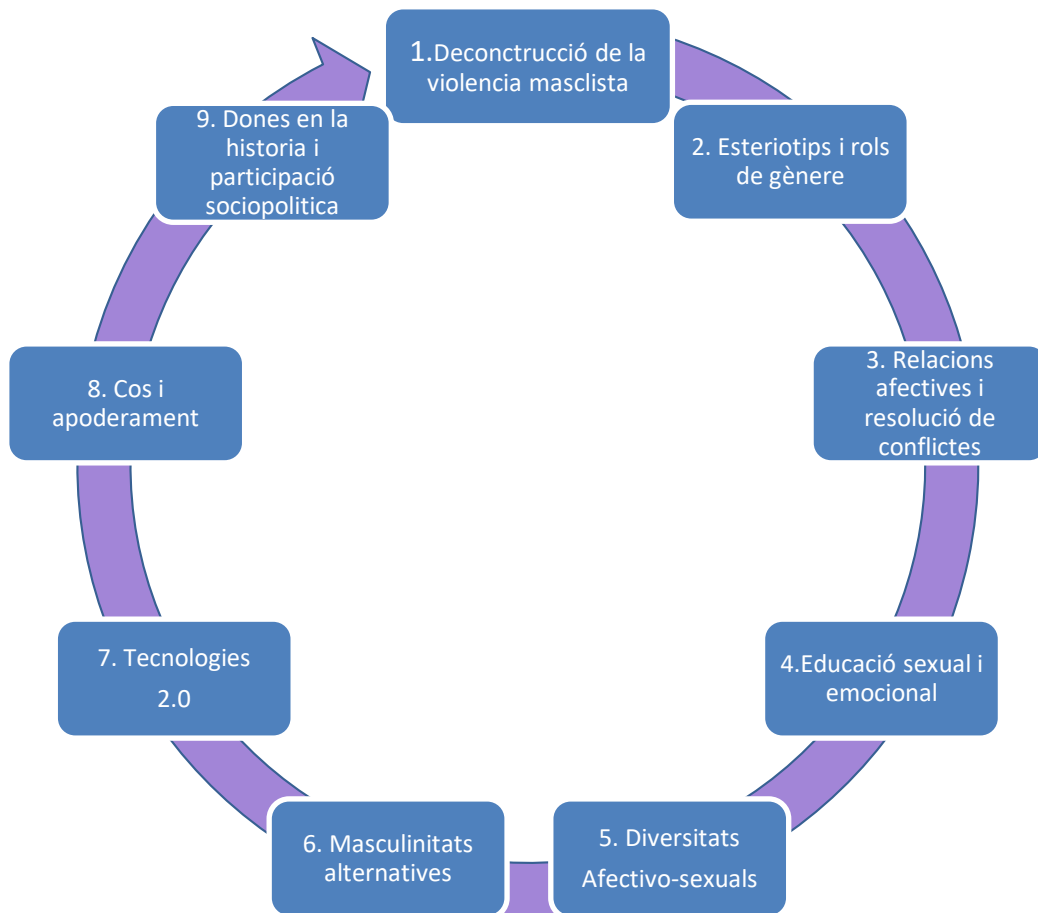 1.Deconctrucció de la
violencia masclista
2. Esteriotips i rols
de gènere
3. Relacions
afectives i
resolució de
conflictes
4.Educació sexual i
emocional
5. Diversitats
Afectivo-sexuals
6. Masculinitats
alternatives
7. Tecnologies
2.0
8. Cos i
apoderament
9. Dones en la
historia i
participació
sociopolitica